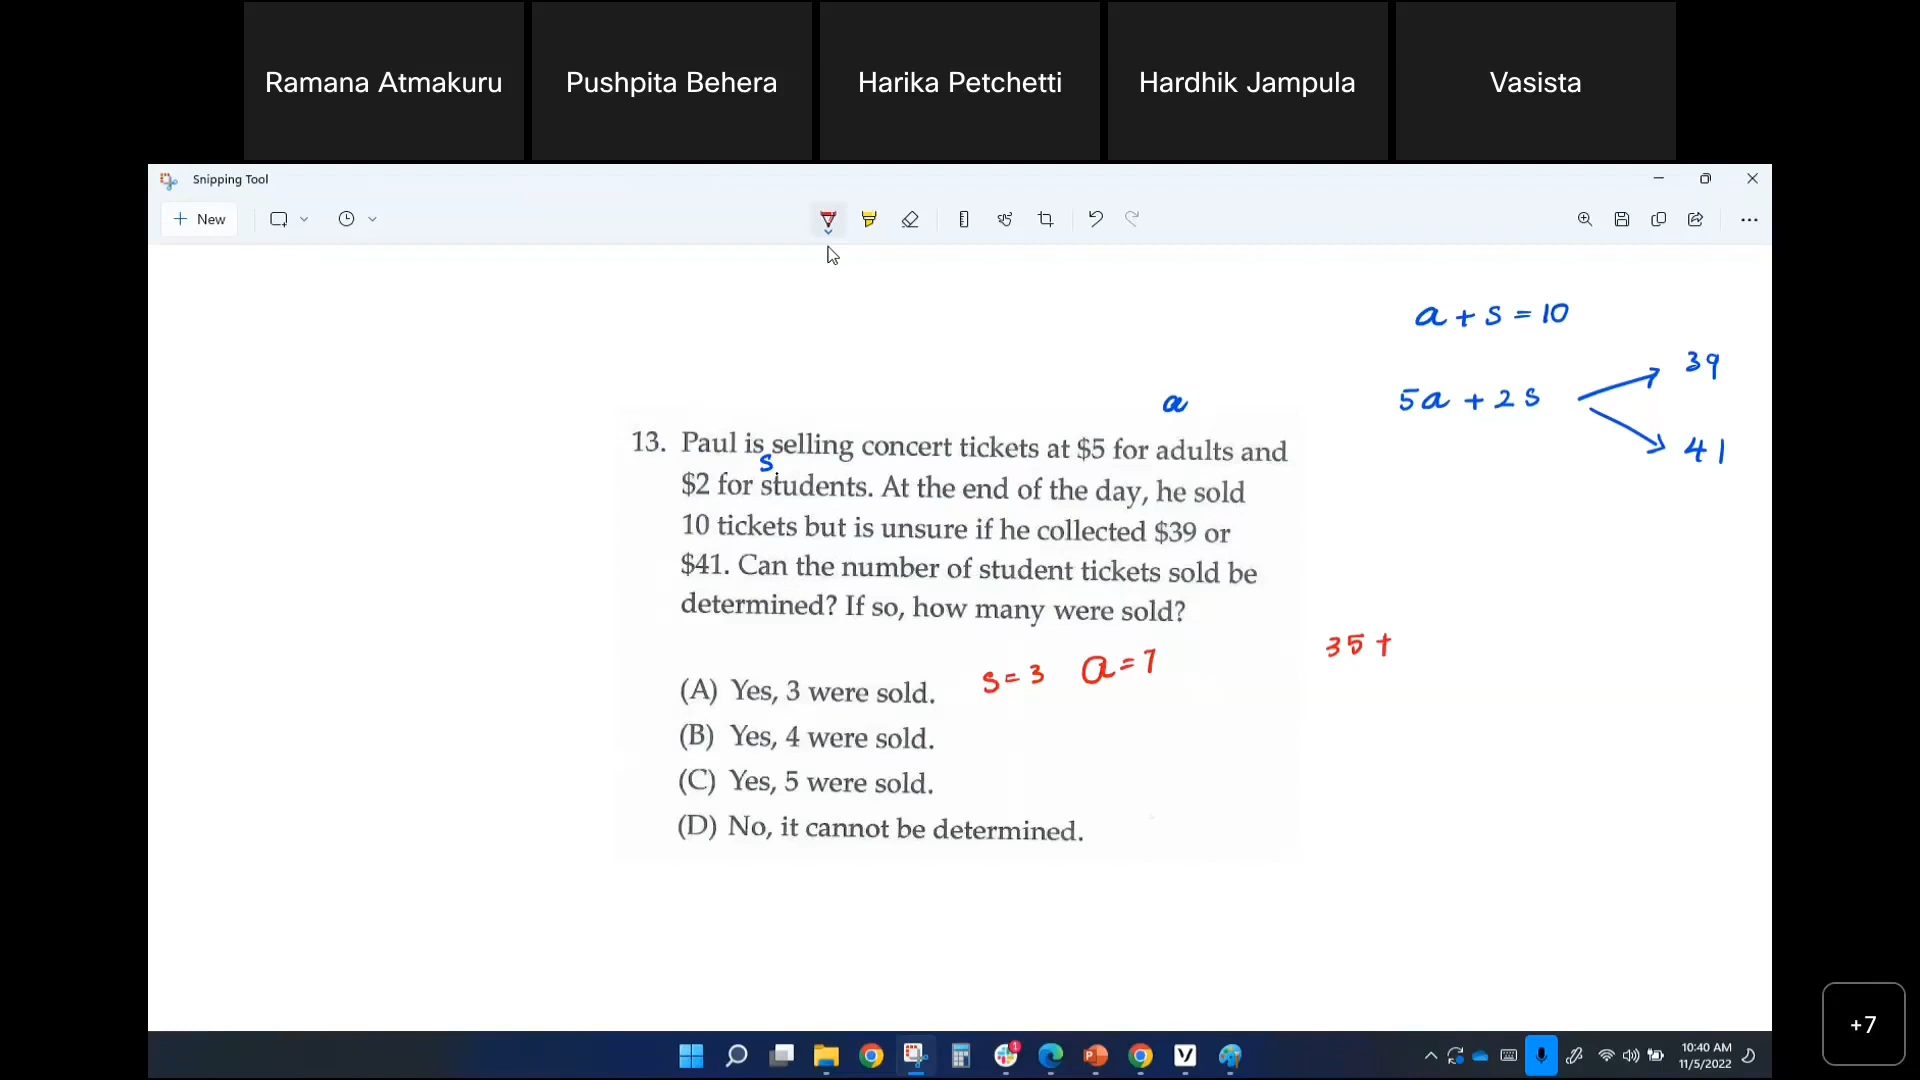 Ramana Atmakuru
Pushpita Behera
Harika Petchetti
Hardhik Jampula
Vasista
Snipping Tool
New
a + s = 10
39
5a + 2s
41
a
13. Paul is selling concert tickets at $5 for adults and
s
$2 for students. At the end of the day, he sold
10 tickets but is unsure if he collected $39 or
$41. Can the number of student tickets sold be
determined? If so, how many were sold?
35 +
s = 3 a = 7
(A) Yes, 3 were sold.
(B) Yes, 4 were sold.
(C) Yes, 5 were sold.
(D) No, it cannot be determined.
+7
1
P
V
10:40 AM
11/5/2022